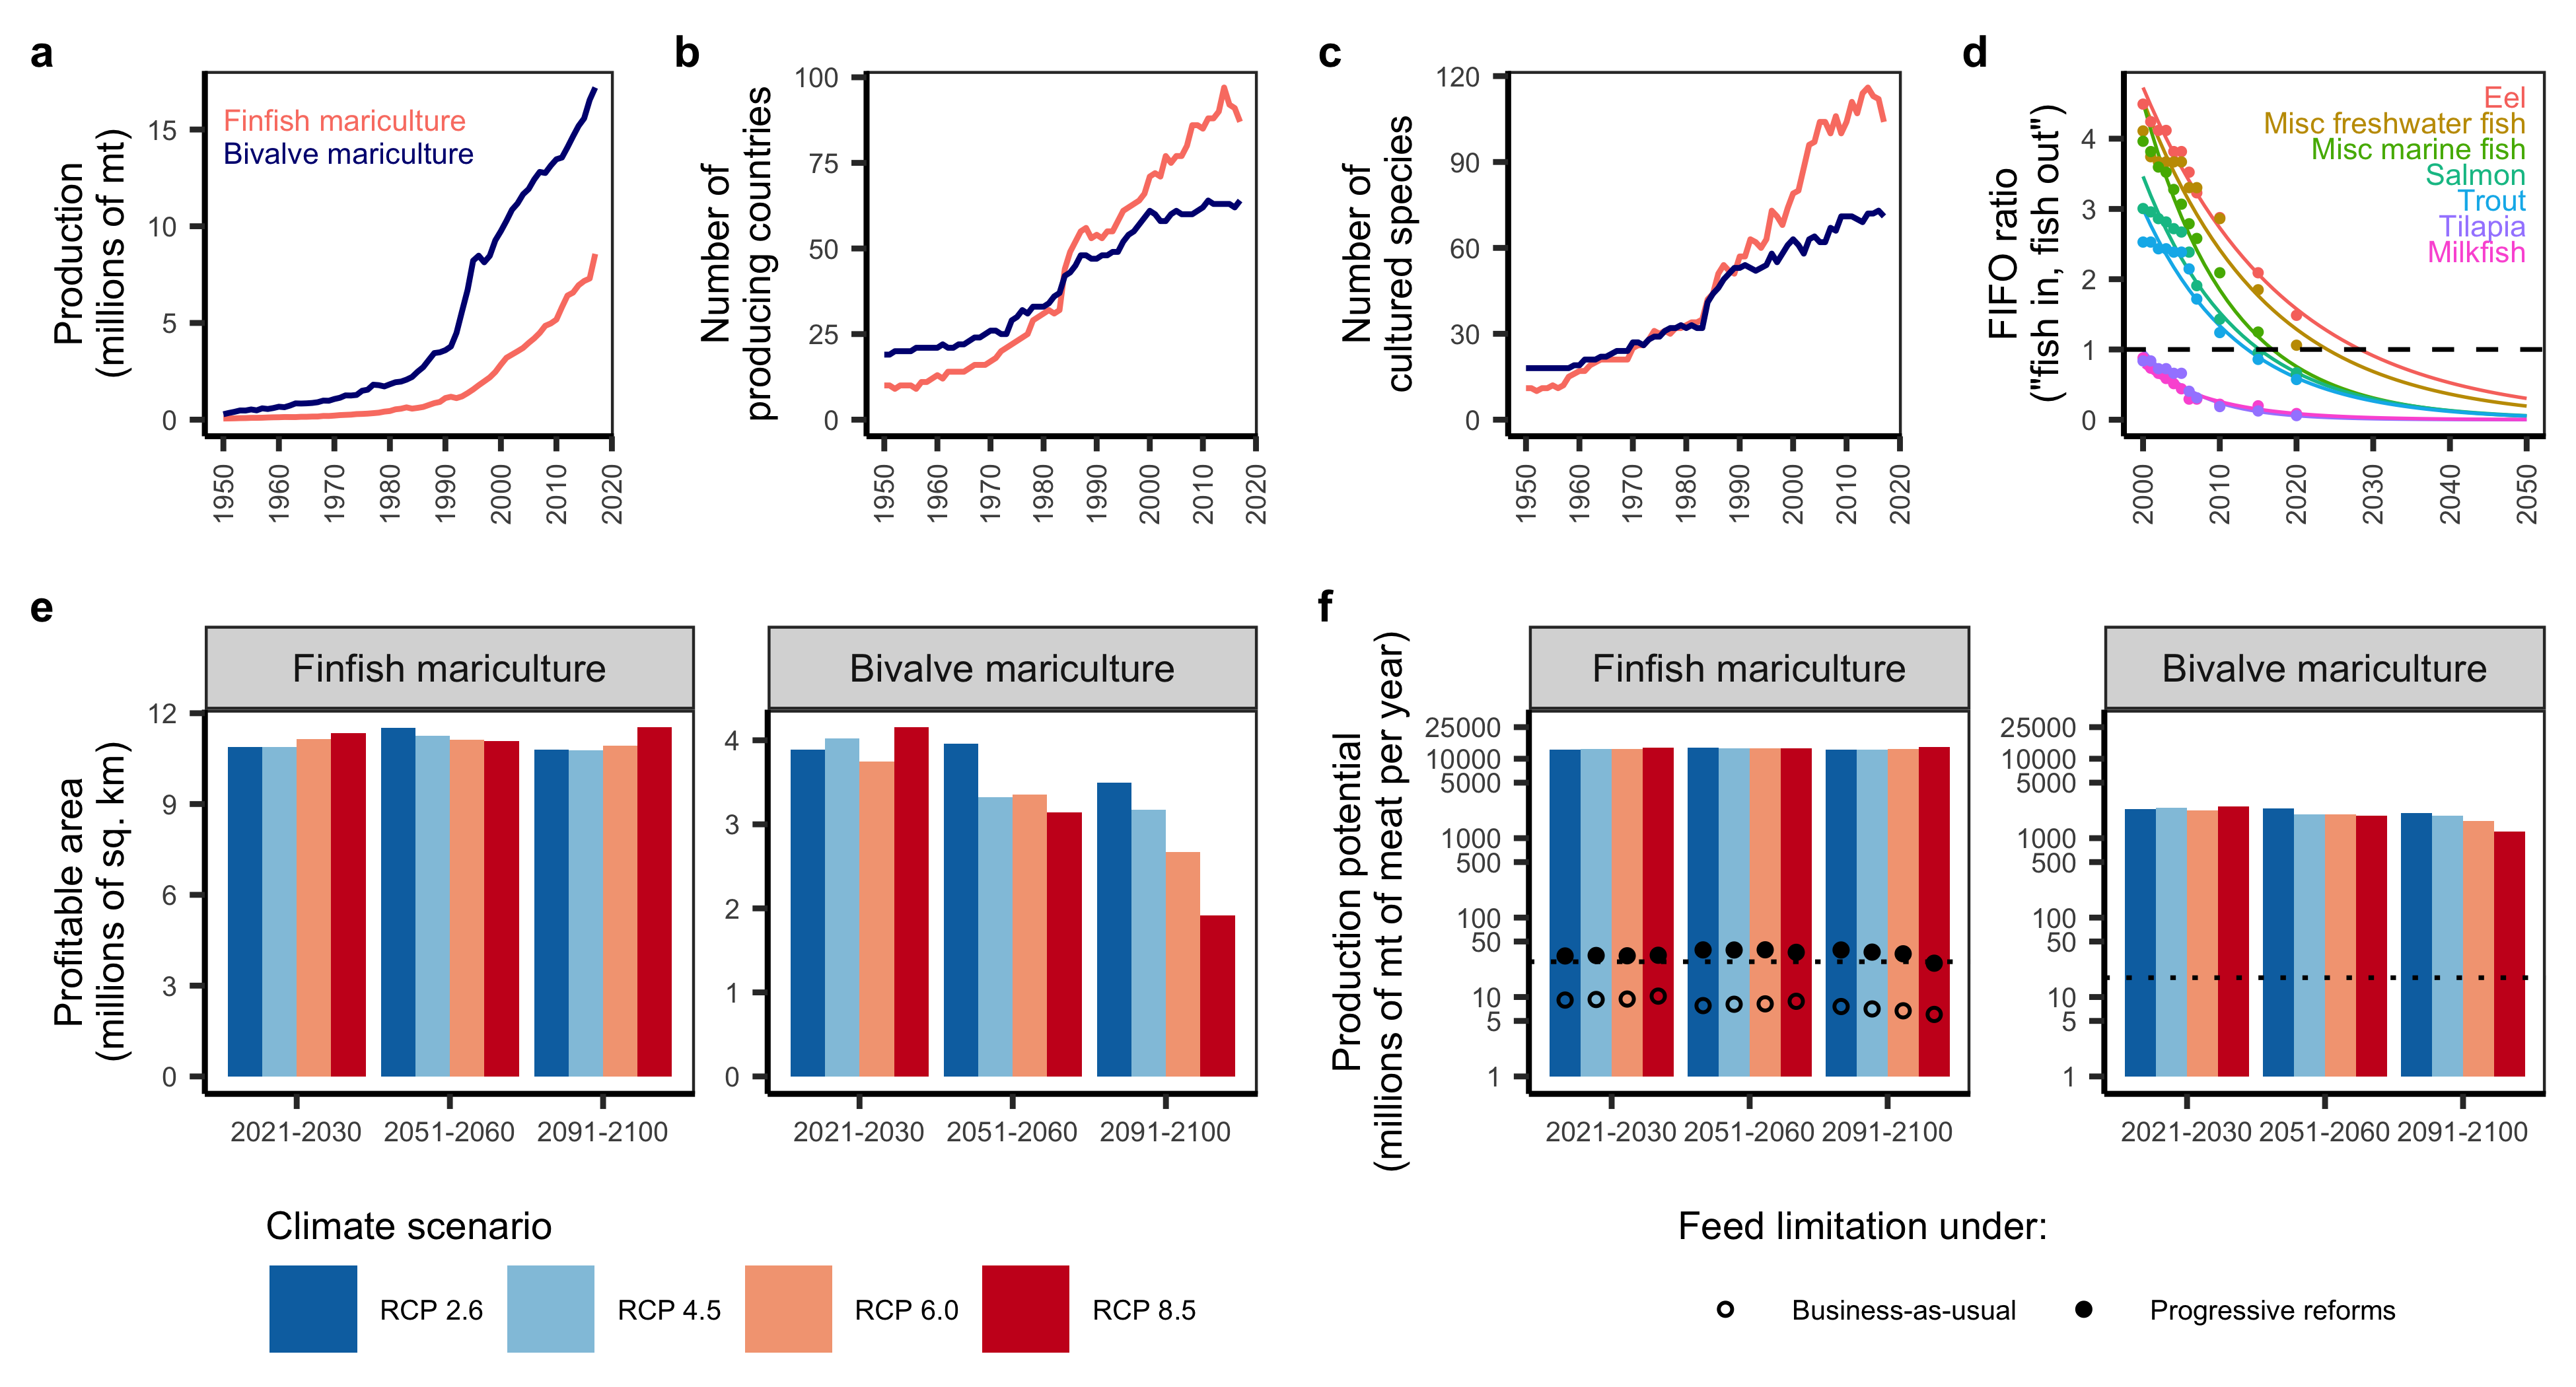 a
Production
(millions of mt)
15
10
5
0
Finfish mariculture
Bivalve mariculture
1950
1960
1970
1980
1990
2000
2010
2020
b
Number of
producing countries
100
75
50
25
0
1950
1960
1970
1980
1990
2000
2010
2020
c
Number of
cultured species
120
90
60
30
0
1950
1960
1970
1980
1990
2000
2010
2020
d
FIFO ratio
("fish in, fish out")
4
3
2
1
0
Eel
Misc freshwater fish
Misc marine fish
Salmon
Trout
Tilapia
Milkfish
2000
2010
2020
2030
2040
2050
e
Profitable area
(millions of sq. km)
Finfish mariculture
12
9
6
3
0
2021-2030 2051-2060 2091-2100
Bivalve mariculture
4
3
2
1
0
2021-2030 2051-2060 2091-2100
f
Production potential
(millions of mt of meat per year)
Finfish mariculture
25000
10000
5000
1000
500
100
50
10
5
1
2021-2030 2051-2060 2091-2100
Bivalve mariculture
25000
10000
5000
1000
500
100
50
10
5
1
2021-2030 2051-2060 2091-2100
Climate scenario
RCP 2.6 RCP 4.5 RCP 6.0 RCP 8.5
Feed limitation under:
Business-as-usual Progressive reforms